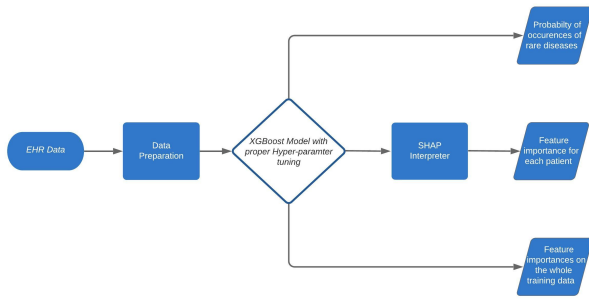 Probabilty of
occurences of
rare diseases
EHR Data
Data
Preparation
XGBoost Model with
proper Hyper-paramter
tuning
SHAP
Interpreter
Feature
importance for
each patient
Feature
importances on
the whole
training data